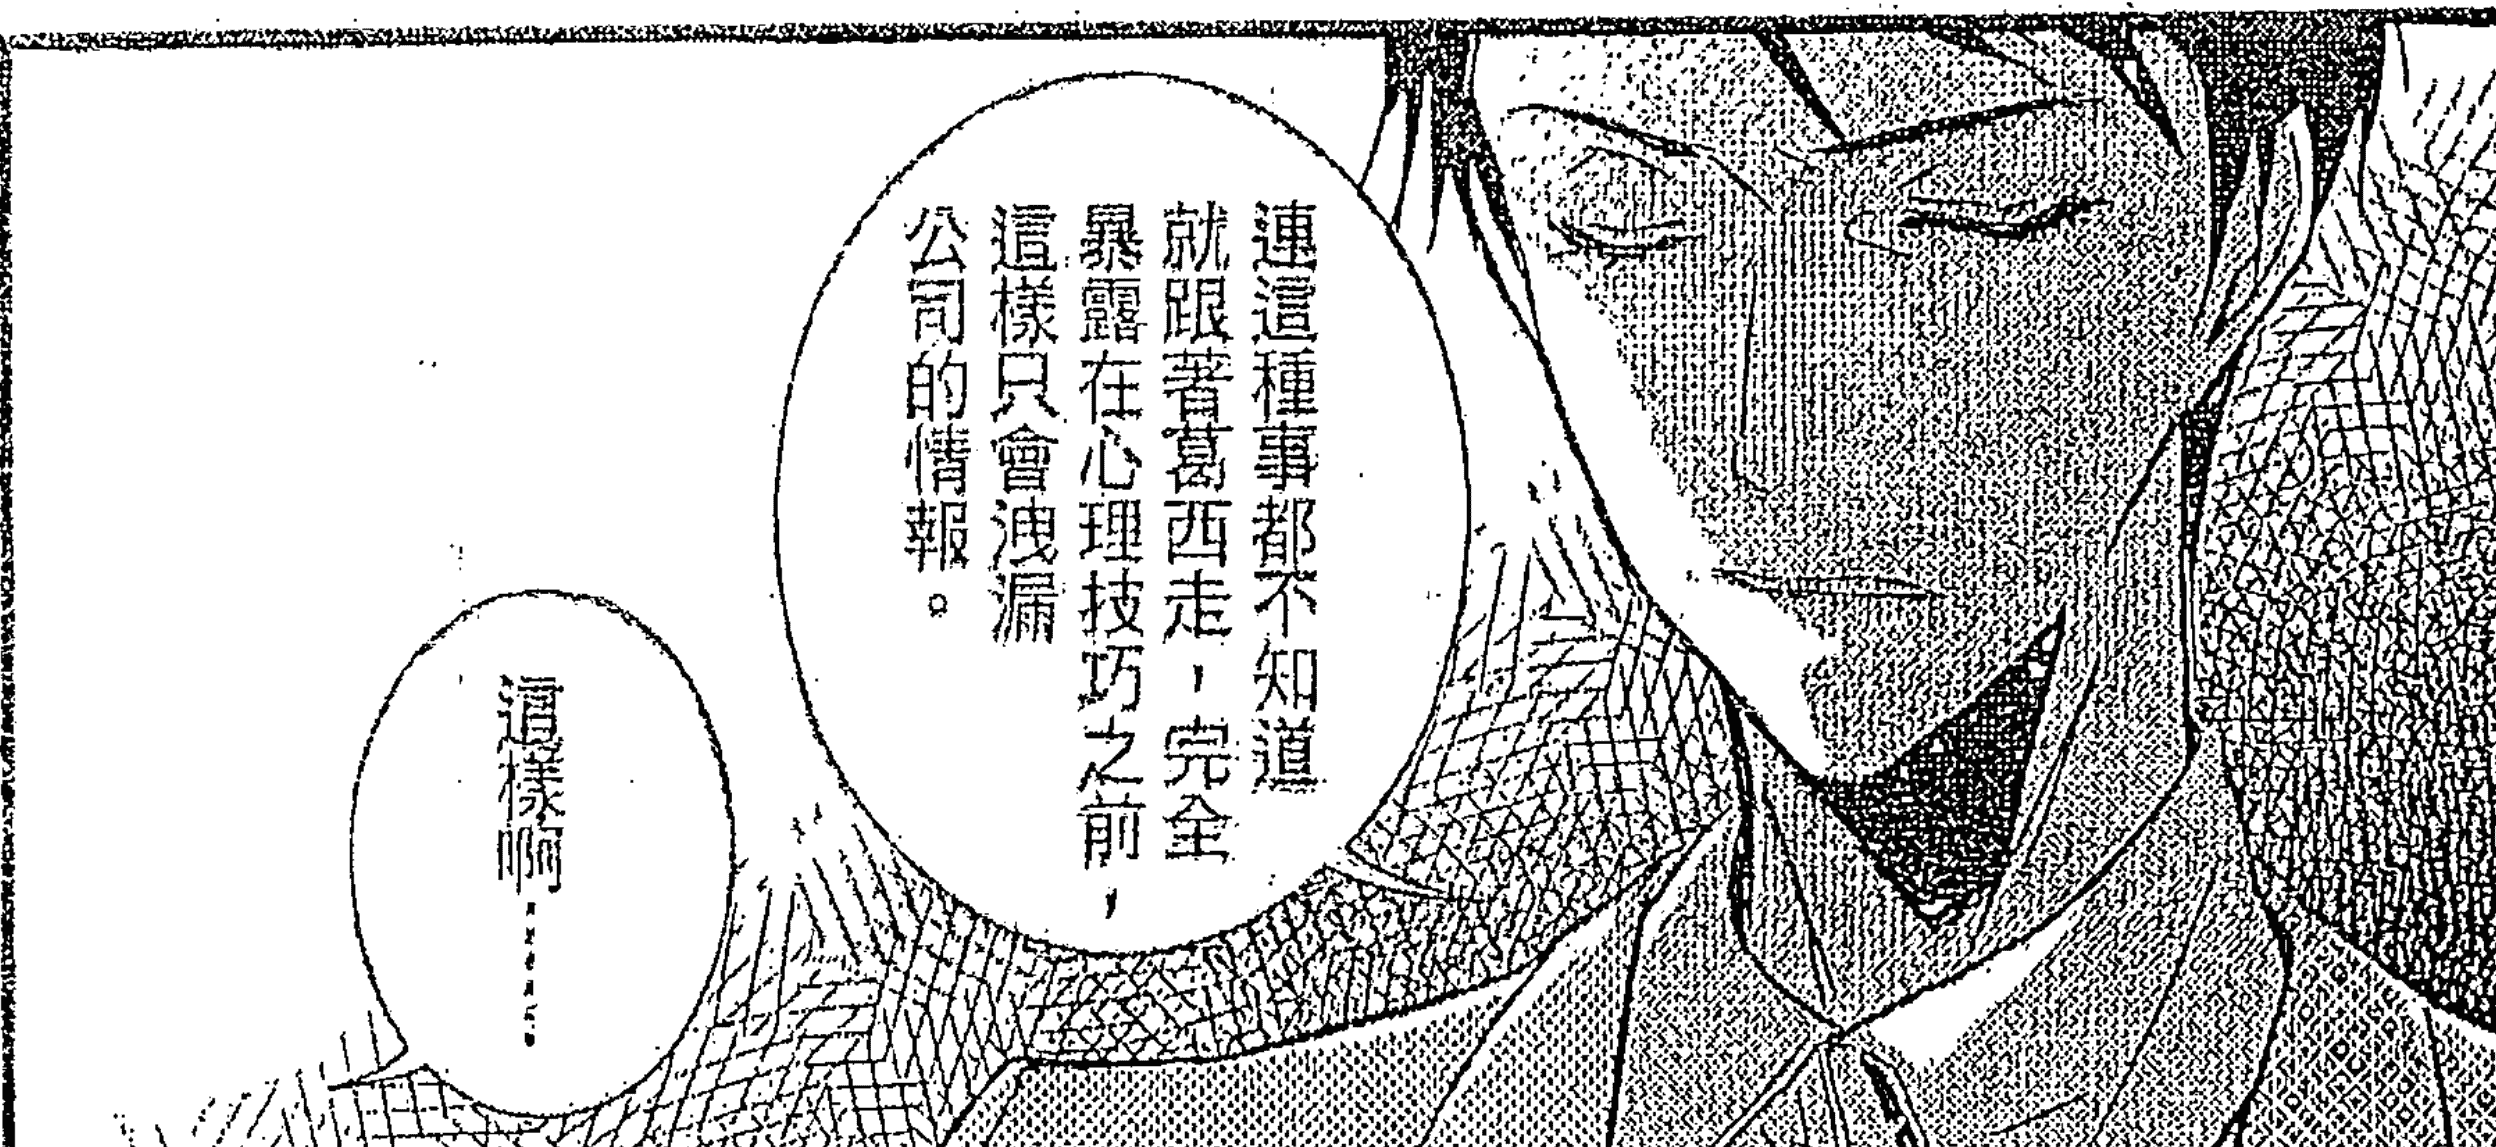 連這種事都不知道
就跟著葛西走，完全
暴露在心理技巧之前，
這樣只會洩漏
公司的情報。
這樣啊………